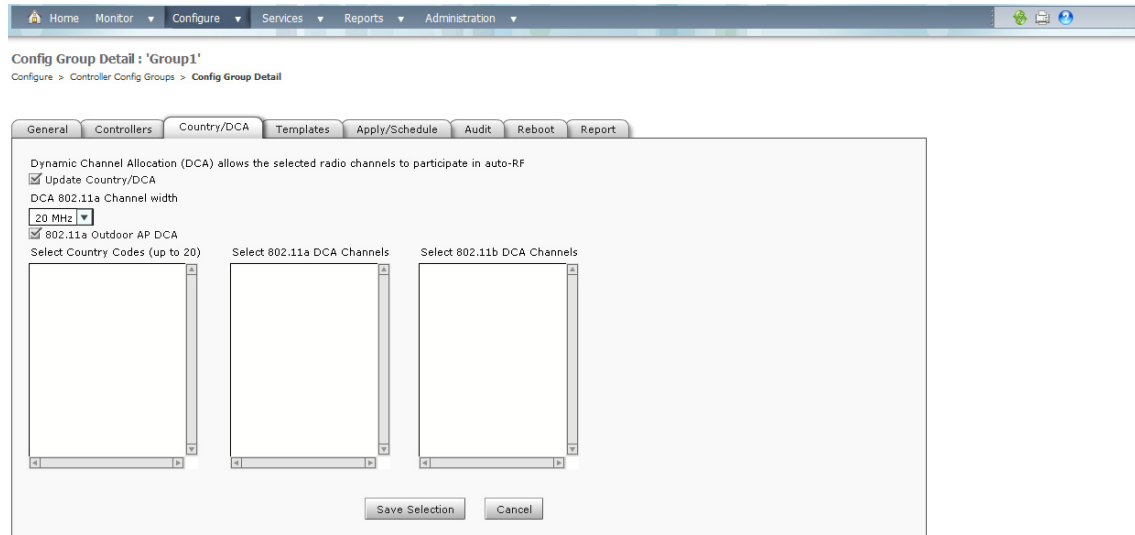 Home Monitor Configure Services Reports Administration
Config Group Detail : 'Group1'
Configure > Controller Config Groups > Config Group Detail
General Controllers Country/DCA Templates Apply/Schedule Audit Reboot Report
Dynamic Channel Allocation (DCA) allows the selected radio channels to participate in auto-RF
Update Country/DCA
DCA 802.11a Channel width
20 MHz
802.11a Outdoor AP DCA
Select Country Codes (up to 20) Select 802.11a DCA Channels Select 802.11b DCA Channels
Save Selection Cancel